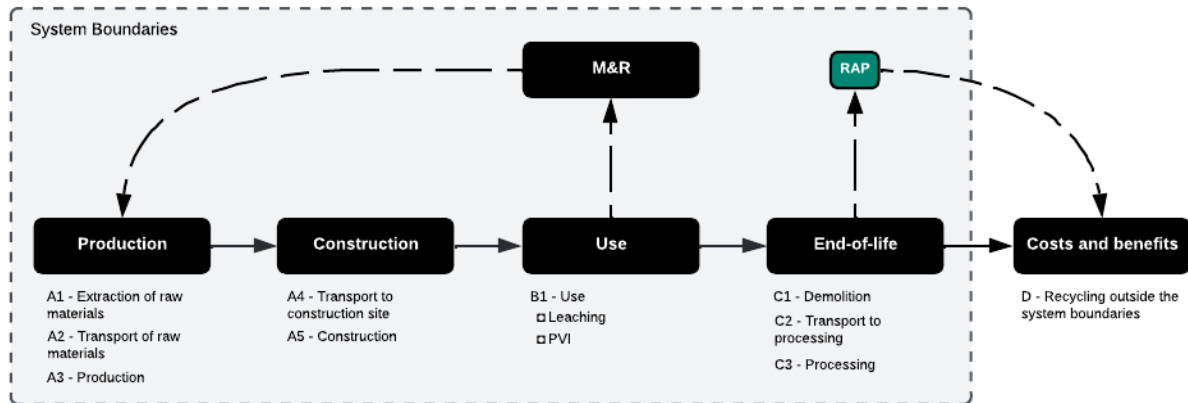 System Boundaries
M&R
RAP
Production
Construction
Use
End-of-life
Costs and benefits
A1 - Extraction of raw
materials
A2 - Transport of raw
materials
A3 - Production
A4 - Transport to
construction site
A5 - Construction
B1 - Use
Leaching
PVI
C1 - Demolition
C2 - Transport to
processing
C3 - Processing
D - Recycling outside the
system boundaries